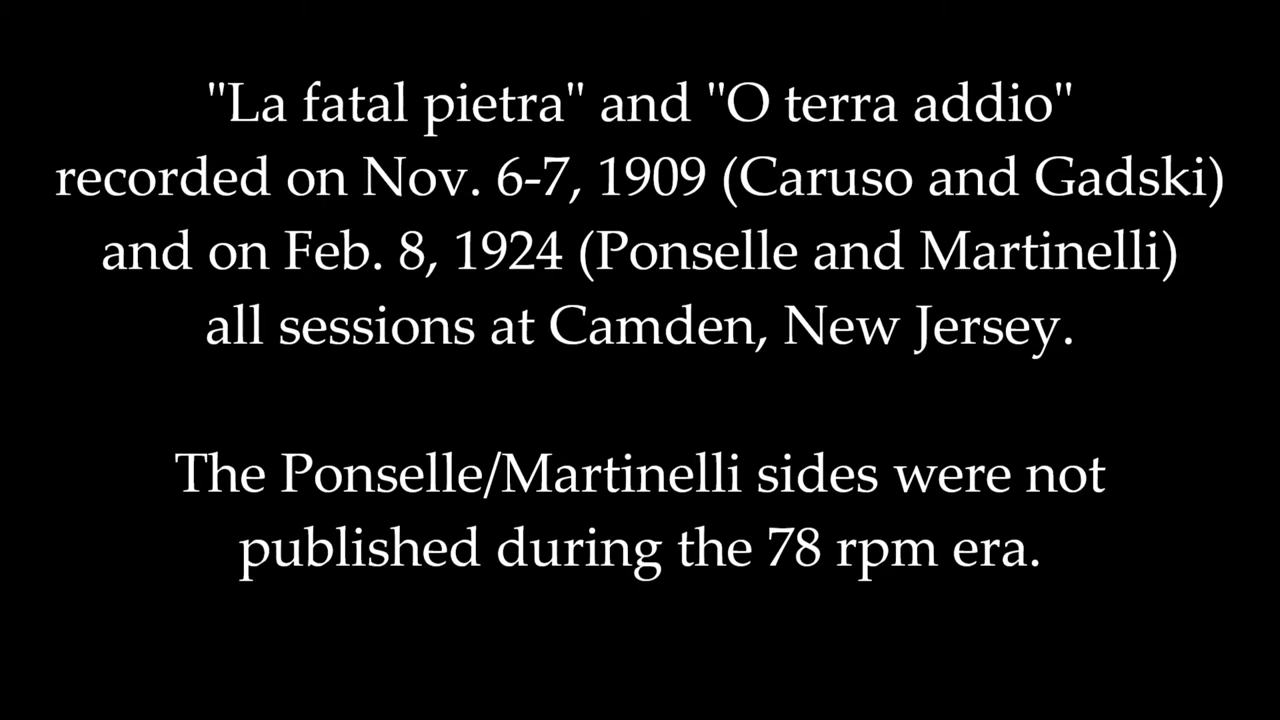 "La fatal pietra" and "O terra addio"
recorded on Nov. 6-7, 1909 (Caruso and Gadski)
and on Feb. 8, 1924 (Ponselle and Martinelli)
all sessions at Camden, New Jersey.
The Ponselle/Martinelli sides were not
published during the 78 rpm era.